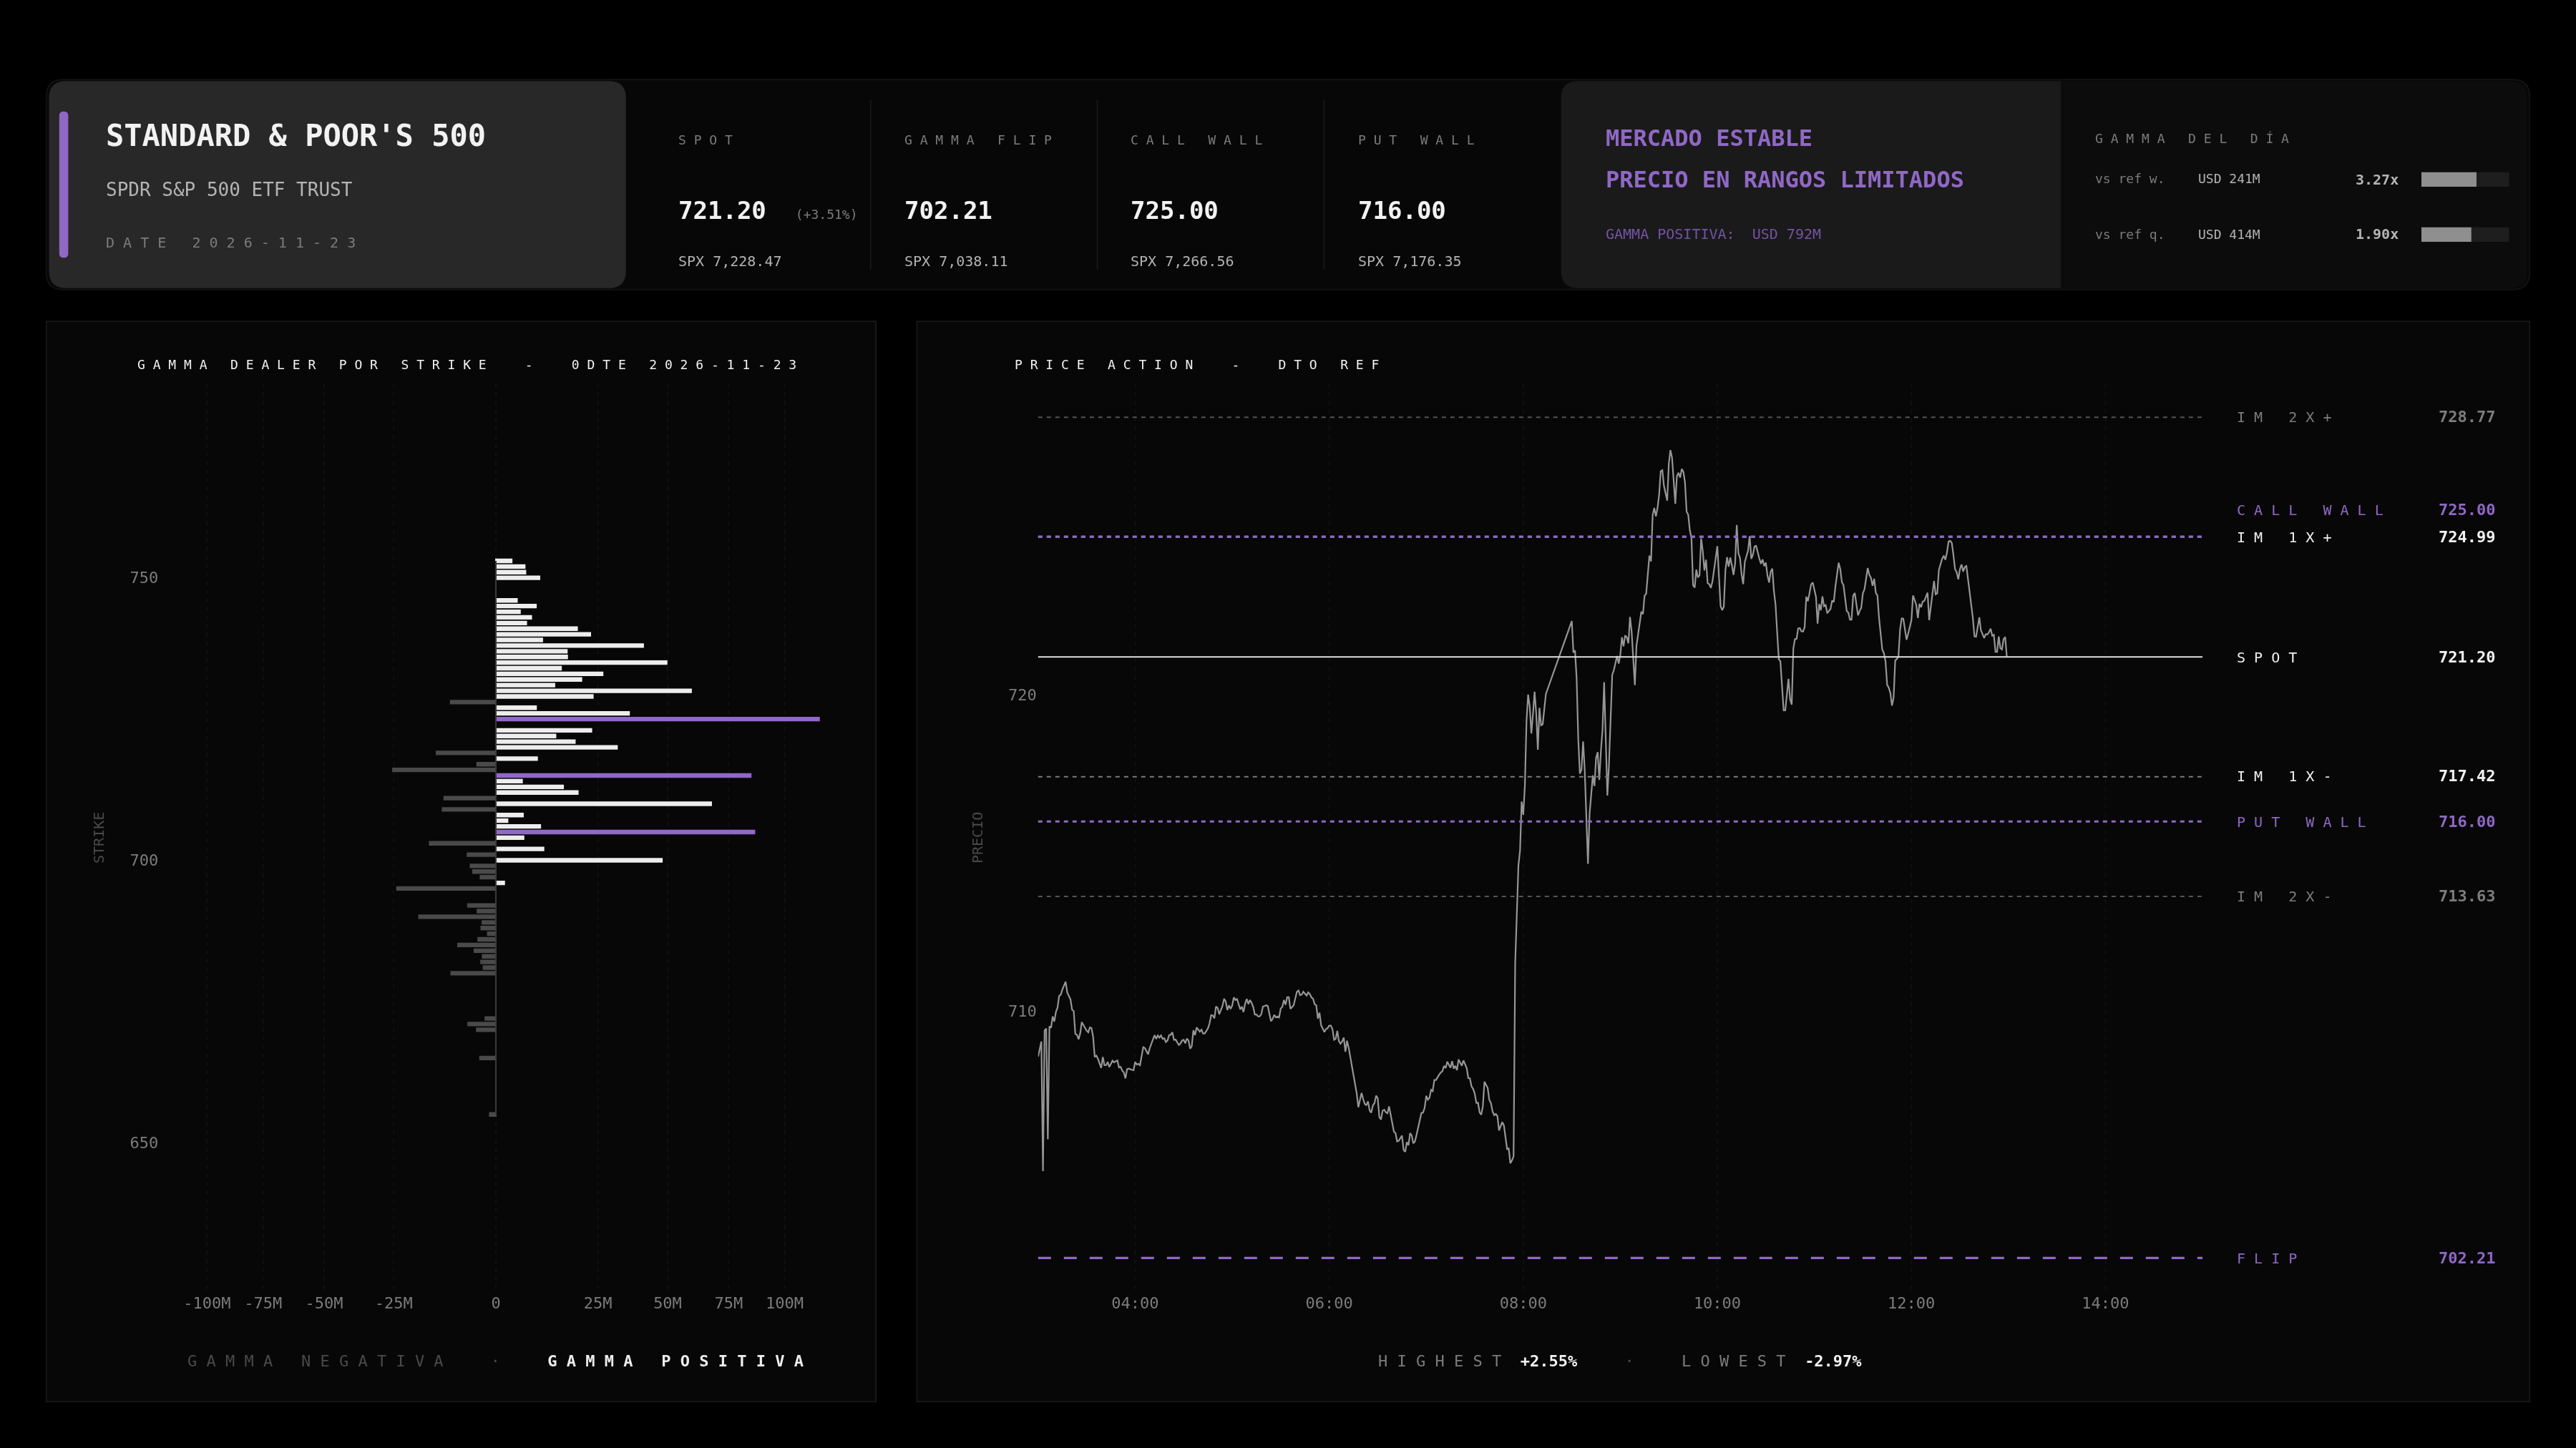 STANDARD & POOR'S 500
SPDR S&P 500 ETF TRUST
DATE 2026-11-23
SPOT
721.20 (+3.51%)
SPX 7,228.47
GAMMA FLIP
702.21
SPX 7,038.11
CALL WALL
725.00
SPX 7,266.56
PUT WALL
716.00
SPX 7,176.35
MERCADO ESTABLE
PRECIO EN RANGOS LIMITADOS
GAMMA POSITIVA: USD 792M
GAMMA DEL DÍA
vs ref w. USD 241M 3.27x
vs ref q. USD 414M 1.90x
GAMMA DEALER POR STRIKE - 0DTE 2026-11-23
STRIKE
750
700
650
-100M -75M -50M -25M 0 25M 50M 75M 100M
GAMMA NEGATIVA · GAMMA POSITIVA
PRICE ACTION - DTO REF
PRECIO
720
710
IM 2X+ 728.77
CALL WALL 725.00
IM 1X+ 724.99
SPOT 721.20
IM 1X- 717.42
PUT WALL 716.00
IM 2X- 713.63
FLIP 702.21
04:00 06:00 08:00 10:00 12:00 14:00
HIGHEST +2.55% · LOWEST -2.97%